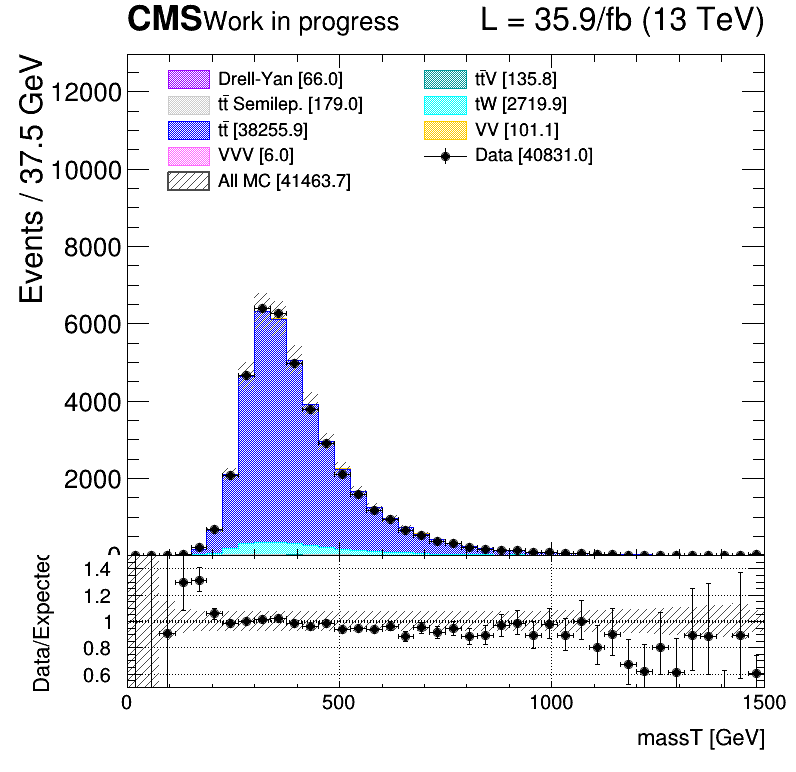 CMS Work in progress L = 35.9/fb (13 TeV)
Events / 37.5 GeV
12000
10000
8000
6000
4000
2000
0
Drell-Yan [66.0]
tt̄ Semilep. [179.0]
tt̄ [38255.9]
VVV [6.0]
All MC [41463.7]
tt̄V [135.8]
tW [2719.9]
VV [101.1]
Data [40831.0]
Data/Expected
1.4
1.2
1
0.8
0.6
0 500 1000 1500
massT [GeV]